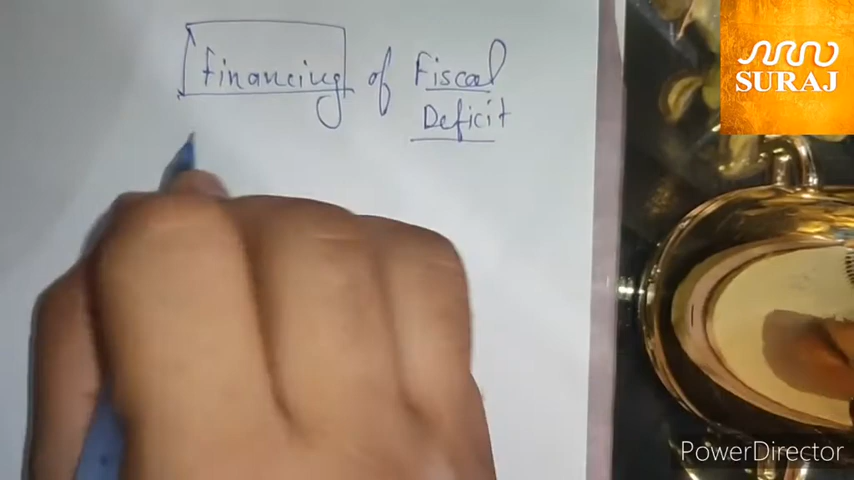 Financing of Fiscal
Deficit
SURAJ
PowerDirector